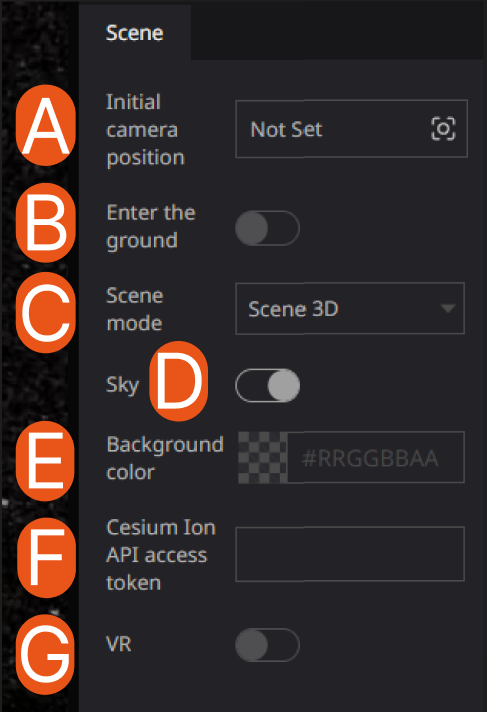 Scene
A
Initial
camera
position
Not Set
B
Enter the
ground
C
Scene
mode
Scene 3D
Sky
D
E
Background
color
#RRGGBBAA
F
Cesium Ion
API access
token
G
VR